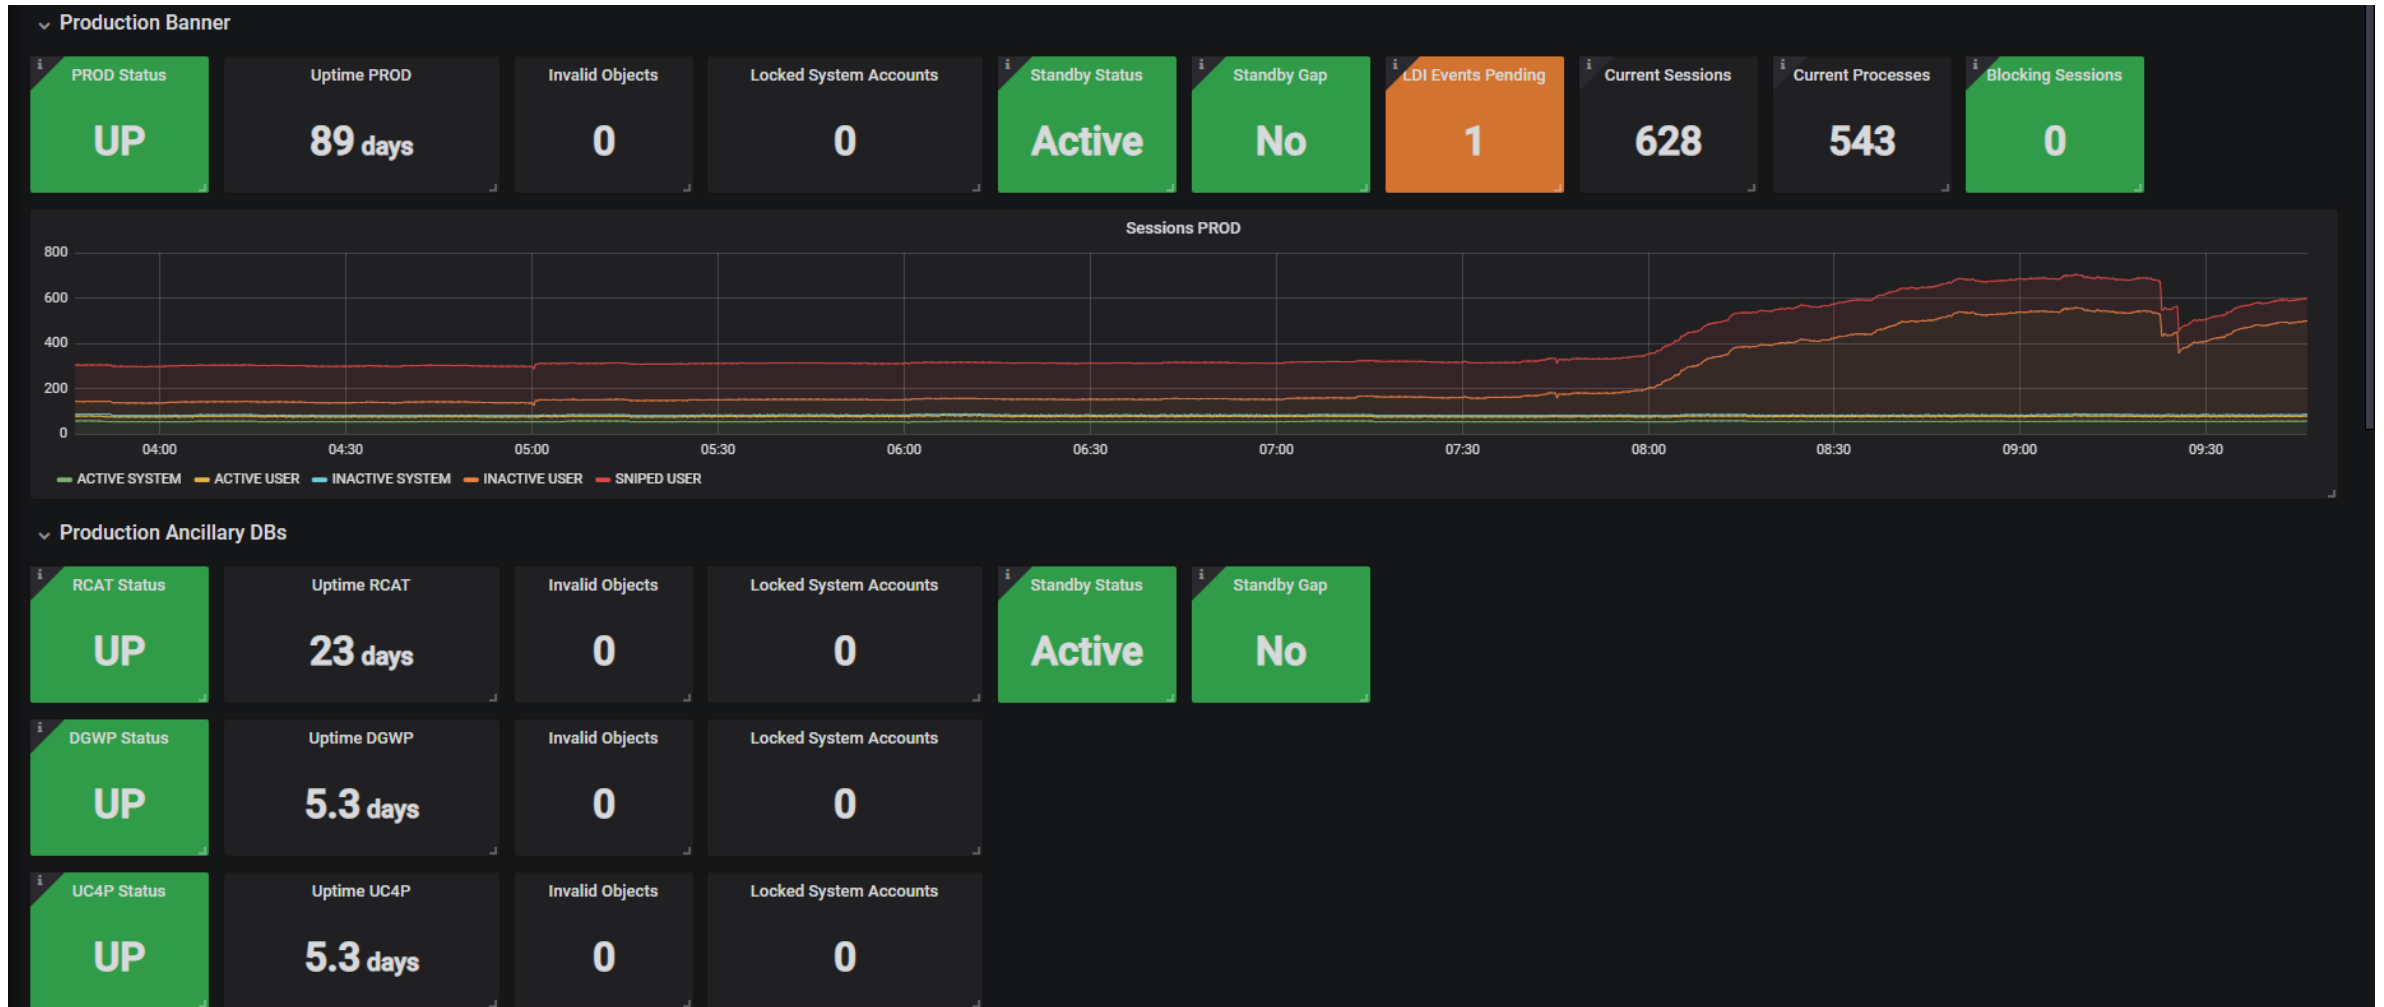 Production Banner
PROD Status
Uptime PROD
Invalid Objects
Locked System Accounts
Standby Status
Standby Gap
LDI Events Pending
Current Sessions
Current Processes
Blocking Sessions
UP
89 days
0
0
Active
No
1
628
543
0
Sessions PROD
800
600
400
200
0
04:00
04:30
05:00
05:30
06:00
06:30
07:00
07:30
08:00
08:30
09:00
09:30
ACTIVE SYSTEM
ACTIVE USER
INACTIVE SYSTEM
INACTIVE USER
SNIPED USER
Production Ancillary DBs
RCAT Status
Uptime RCAT
Invalid Objects
Locked System Accounts
Standby Status
Standby Gap
UP
23 days
0
0
Active
No
DGWP Status
Uptime DGWP
Invalid Objects
Locked System Accounts
UP
5.3 days
0
0
UC4P Status
Uptime UC4P
Invalid Objects
Locked System Accounts
UP
5.3 days
0
0